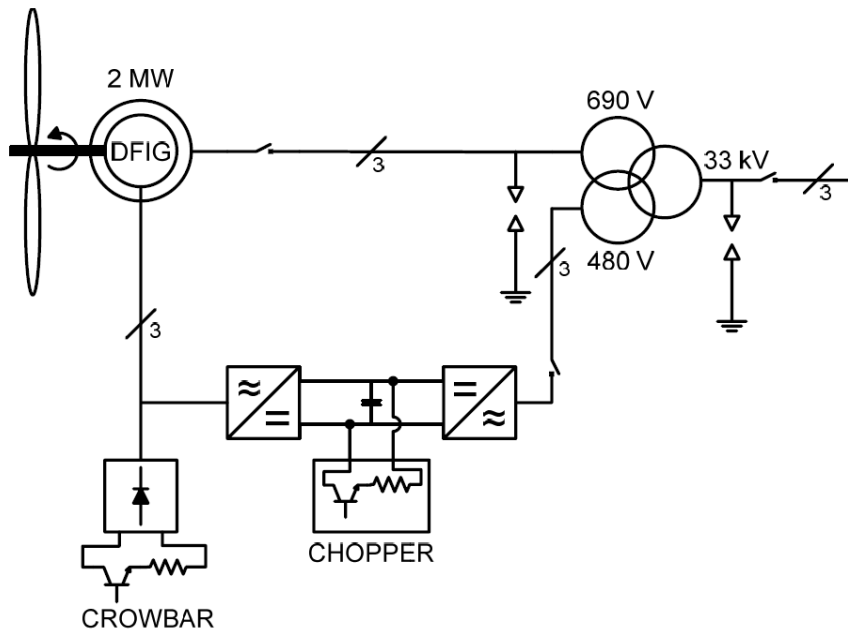 2 MW
690 V
DFIG
3
33 kV
3
480 V
3
3
CHOPPER
CROWBAR